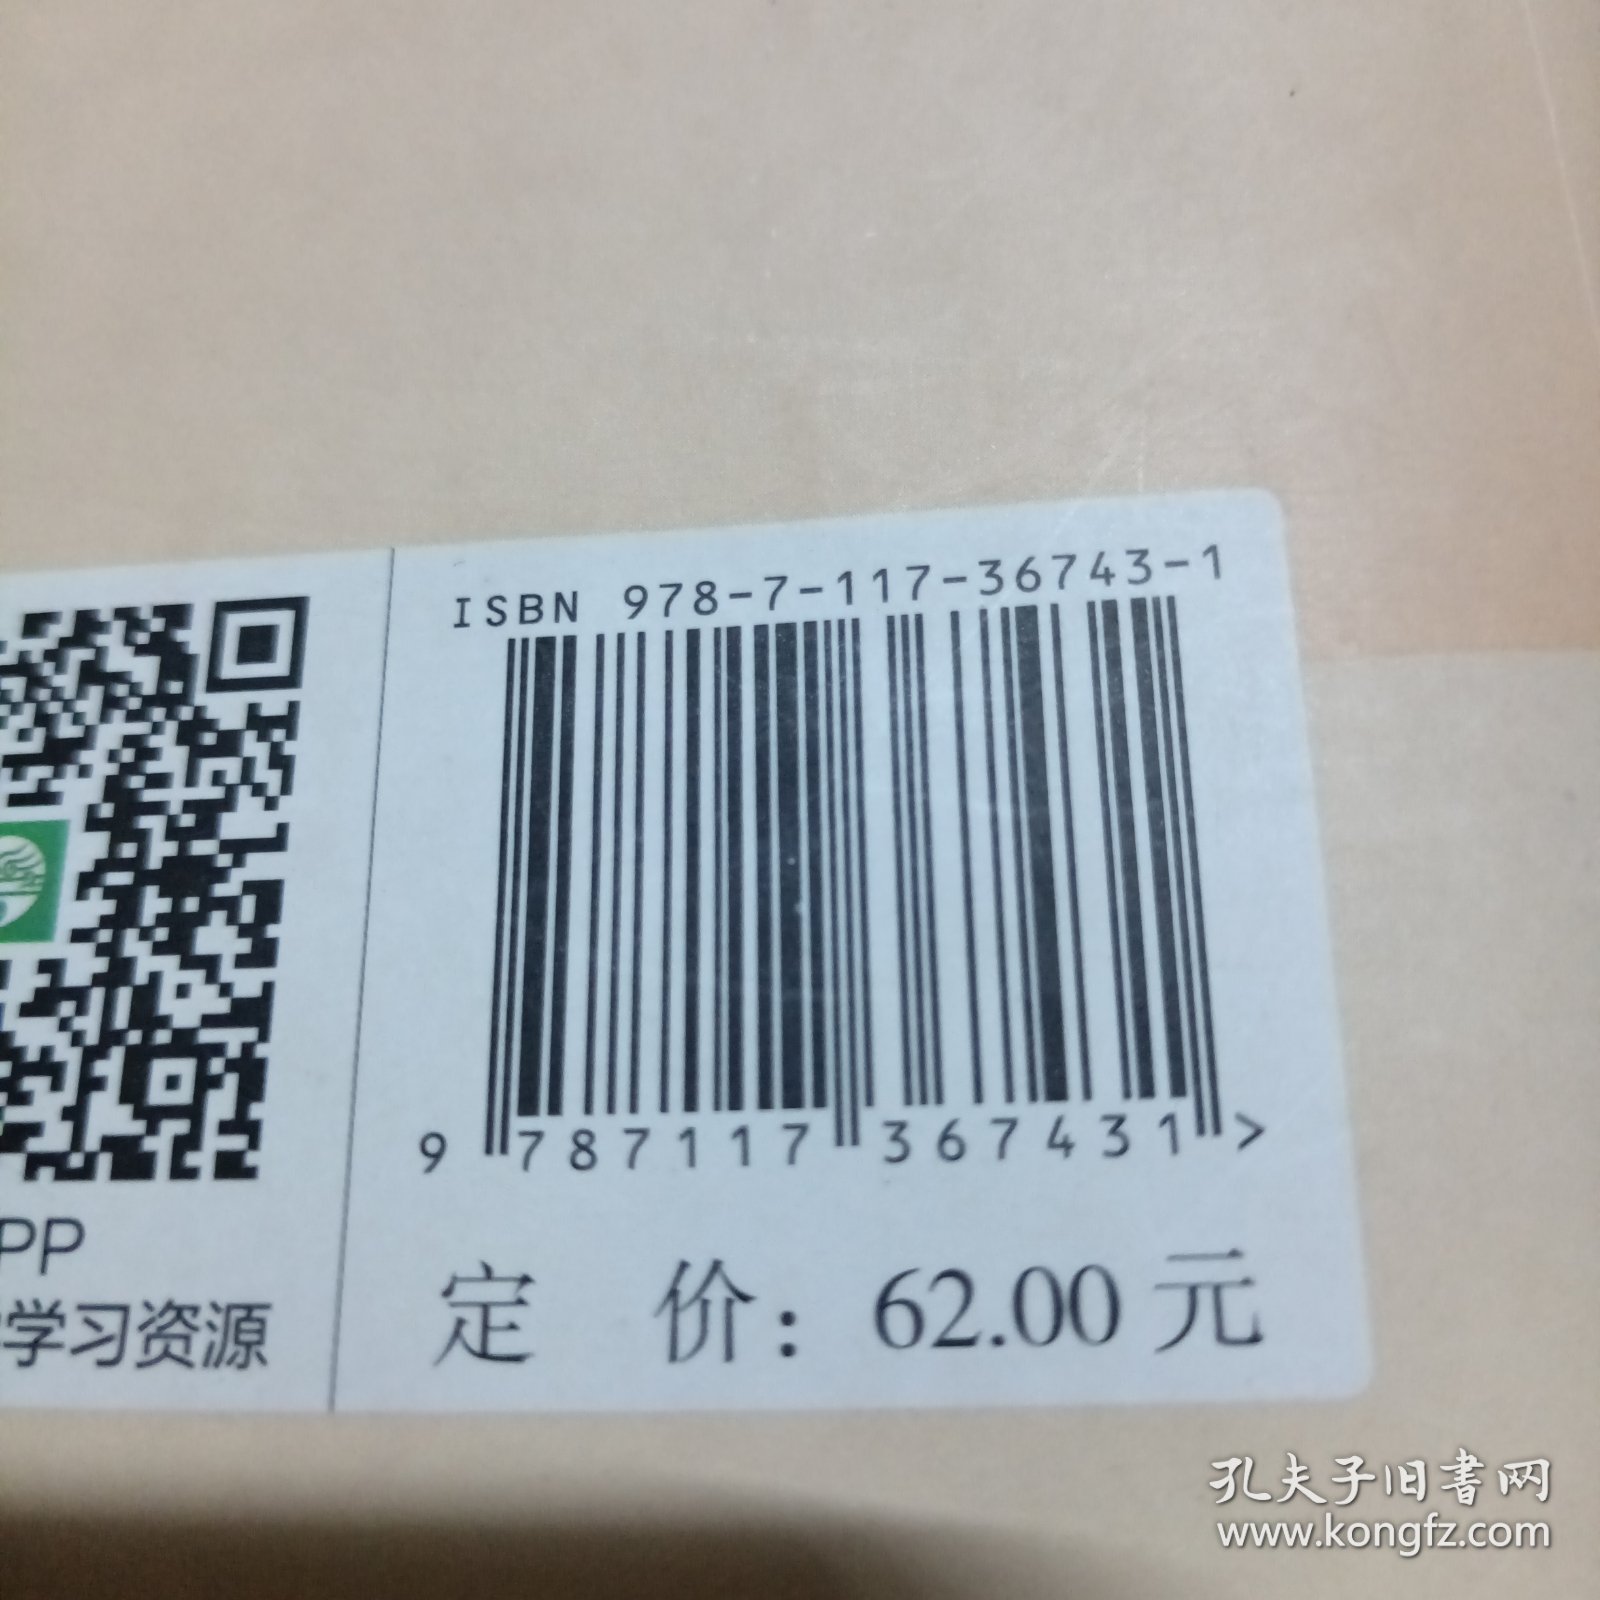 ISBN 978-7-117-36743-1
9 787117 367431 >
PP
学习资源
定 价：62.00元
孔夫子旧书网
www.kongfz.com